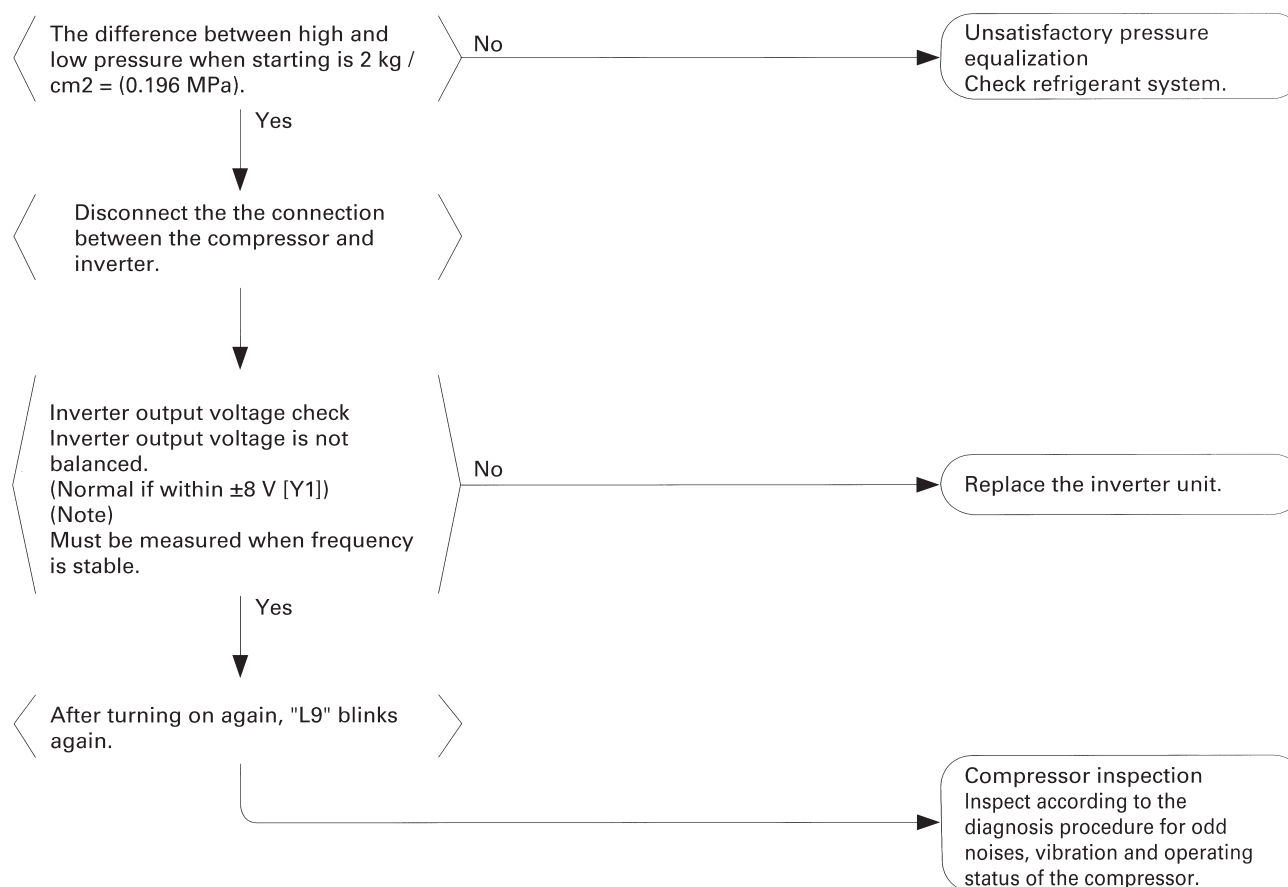 The difference between high and
low pressure when starting is 2 kg /
cm2 = (0.196 MPa).
No
Unsatisfactory pressure
equalization
Check refrigerant system.
Yes
Disconnect the the connection
between the compressor and
inverter.
Inverter output voltage check
Inverter output voltage is not
balanced.
(Normal if within ±8 V [Y1])
(Note)
Must be measured when frequency
is stable.
No
Replace the inverter unit.
Yes
After turning on again, "L9" blinks
again.
Compressor inspection
Inspect according to the
diagnosis procedure for odd
noises, vibration and operating
status of the compressor.